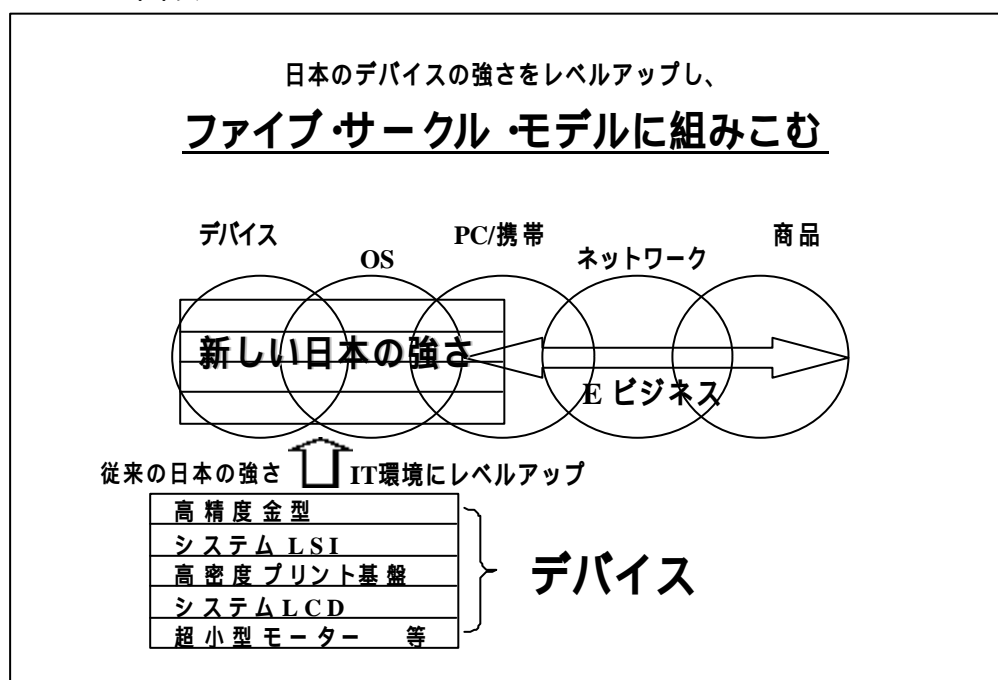 日本のデバイスの強さをレベルアップし、
ファイブ・サークル・モデルに組みこむ
デバイス
OS
PC/携帯
ネットワーク
商品
新しい日本の強さ
Eビジネス
従来の日本の強さ
IT環境にレベルアップ
高精度金型
システムLSI
高密度プリント基盤
システムLCD
超小型モーター 等
デバイス